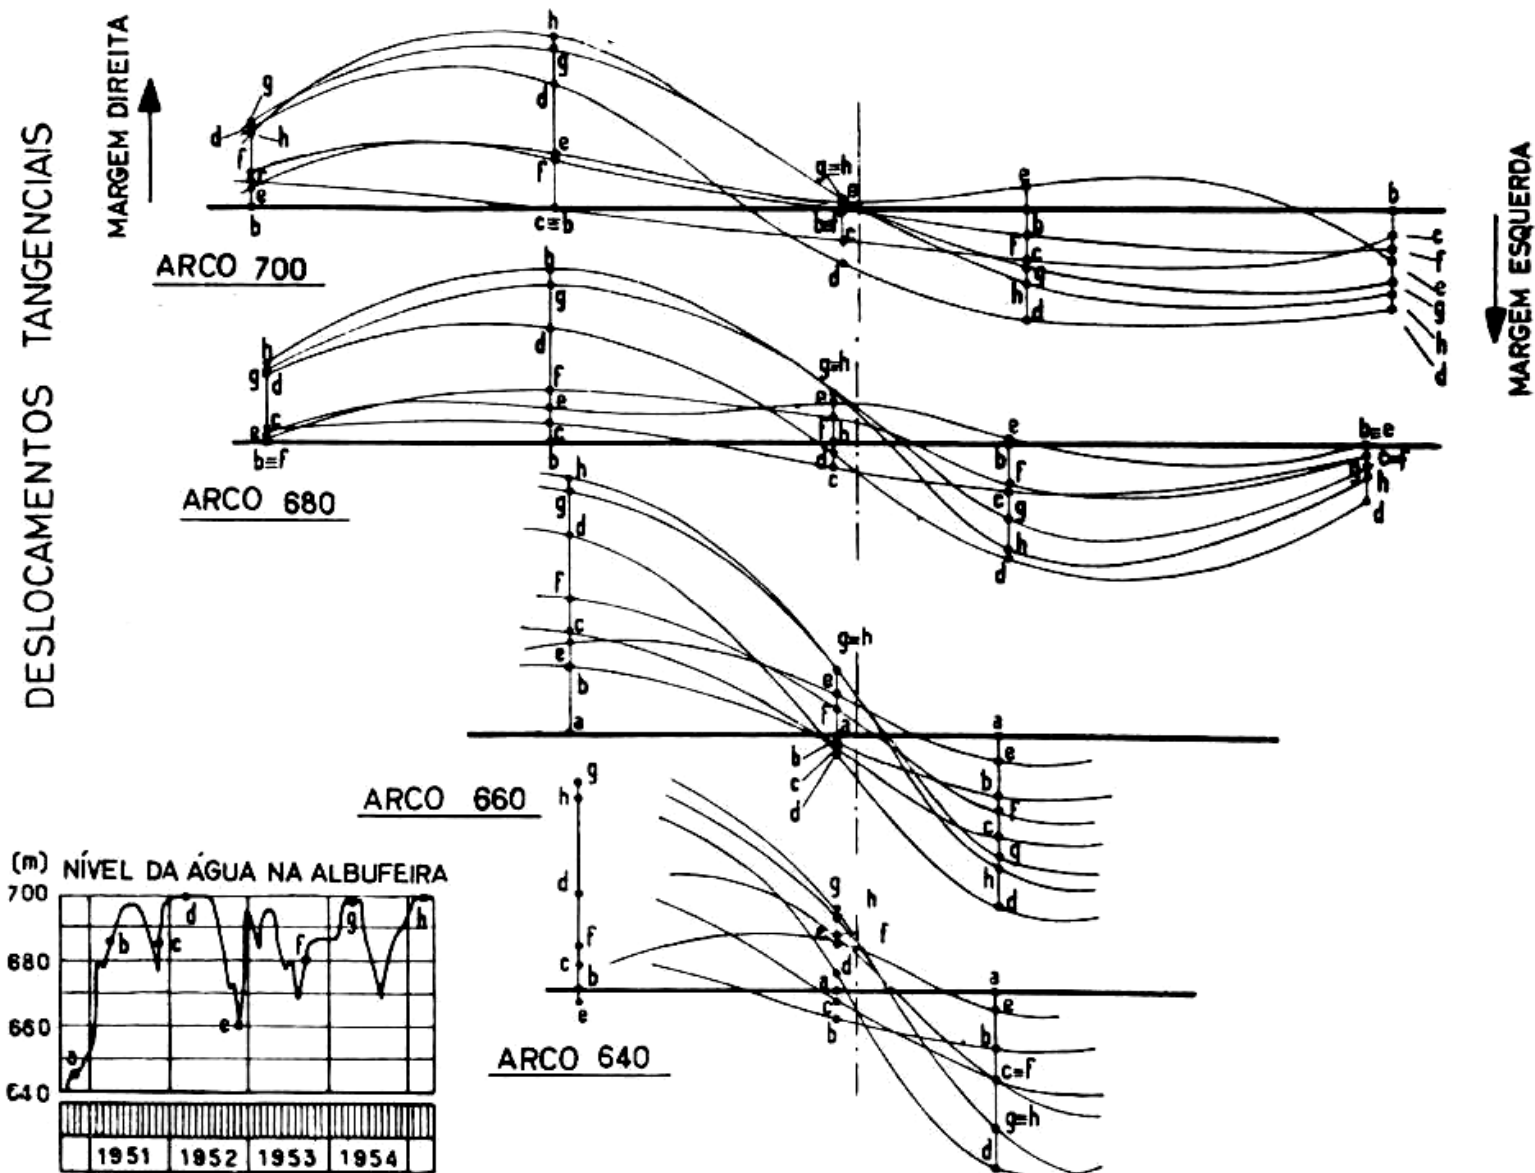 DESLOCAMENTOS TANGENCIAIS
MARGEM DIREITA
MARGEM ESQUERDA
g
d h
f
e
b
h
g
d
e
f
c≡b
g=h
e
d
e
b
f c
g
h
d
b
ARCO 700
h
g d
c
e
b=f
h
g
d
f
e
c
b
g=h
e
f h
d
c
e
b
f
c g
h
d
b=e
g
h
d
ARCO 680
h
g
d
f
c
e
b
a
g=h
e
f
a
b
c
d
a
e
b
f
c
g
h
d
ARCO 660
g
h
d
f
c
b
e
g
h
e f
d
a
c
b
a
e
b
c=f
g=h
d
ARCO 640
(m) NÍVEL DA ÁGUA NA ALBUFEIRA
700
680
660
640
a
b
c
d
e
f
g
h
1951 1952 1953 1954